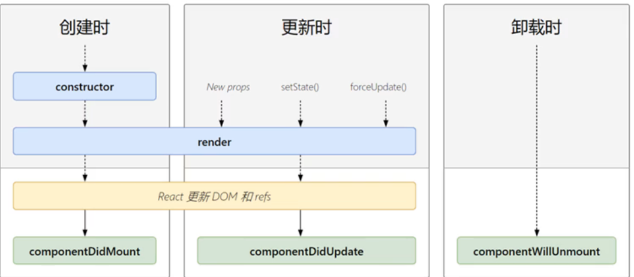 创建时
更新时
卸载时
constructor
New props
setState()
forceUpdate()
render
React 更新 DOM 和 refs
componentDidMount
componentDidUpdate
componentWillUnmount